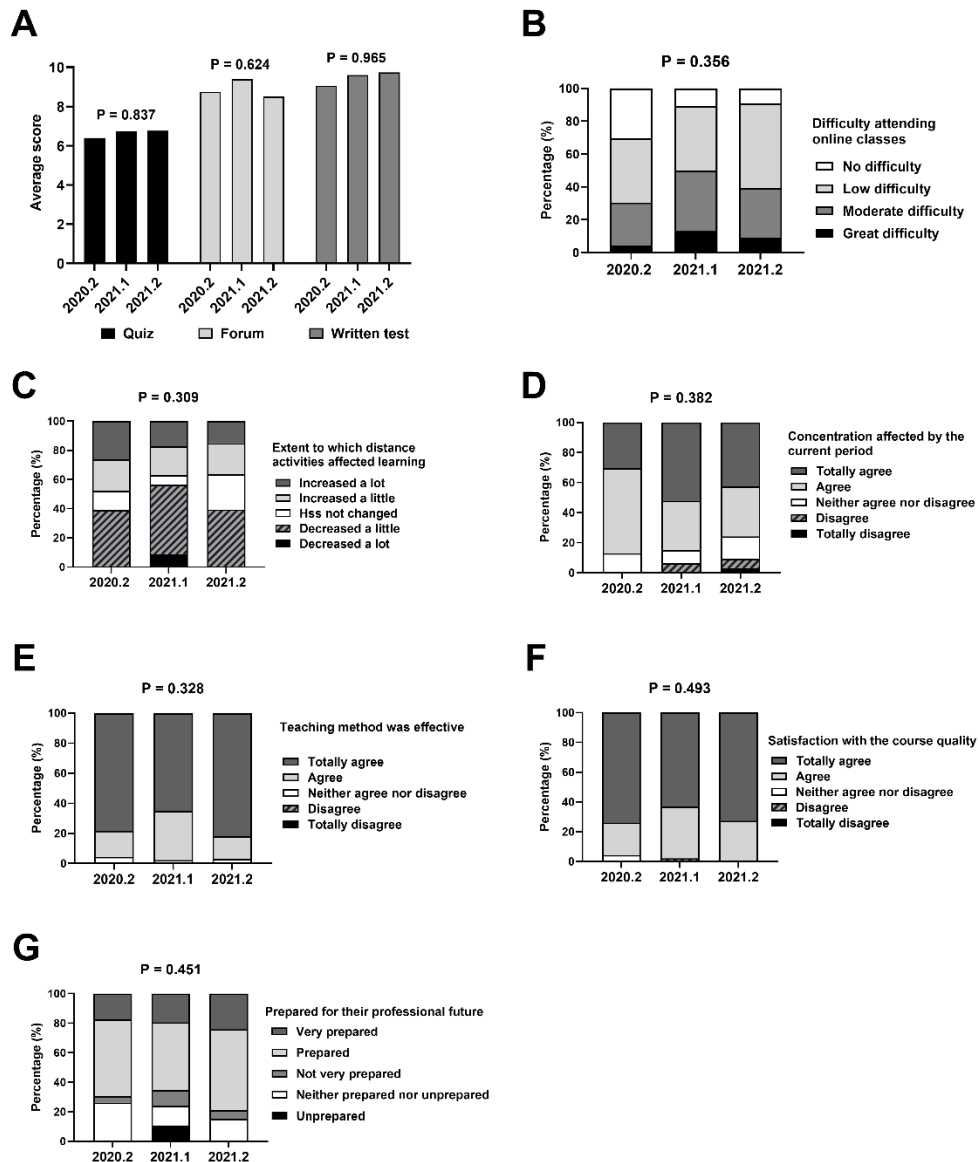 A
P = 0.837
P = 0.624
P = 0.965
Average score
10
8
6
4
2
0
2020.2
2021.1
2021.2
2020.2
2021.1
2021.2
2020.2
2021.1
2021.2
Quiz
Forum
Written test
B
P = 0.356
Percentage (%)
100
80
60
40
20
0
2020.2
2021.1
2021.2
Difficulty attending
online classes
No difficulty
Low difficulty
Moderate difficulty
Great difficulty
C
P = 0.309
Percentage (%)
100
80
60
40
20
0
2020.2
2021.1
2021.2
Extent to which distance
activities affected learning
Increased a lot
Increased a little
Hss not changed
Decreased a little
Decreased a lot
D
P = 0.382
Percentage (%)
100
80
60
40
20
0
2020.2
2021.1
2021.2
Concentration affected by the
current period
Totally agree
Agree
Neither agree nor disagree
Disagree
Totally disagree
E
P = 0.328
Percentage (%)
100
80
60
40
20
0
2020.2
2021.1
2021.2
Teaching method was effective
Totally agree
Agree
Neither agree nor disagree
Disagree
Totally disagree
F
P = 0.493
Percentage (%)
100
80
60
40
20
0
2020.2
2021.1
2021.2
Satisfaction with the course quality
Totally agree
Agree
Neither agree nor disagree
Disagree
Totally disagree
G
P = 0.451
Percentage (%)
100
80
60
40
20
0
2020.2
2021.1
2021.2
Prepared for their professional future
Very prepared
Prepared
Not very prepared
Neither prepared nor unprepared
Unprepared